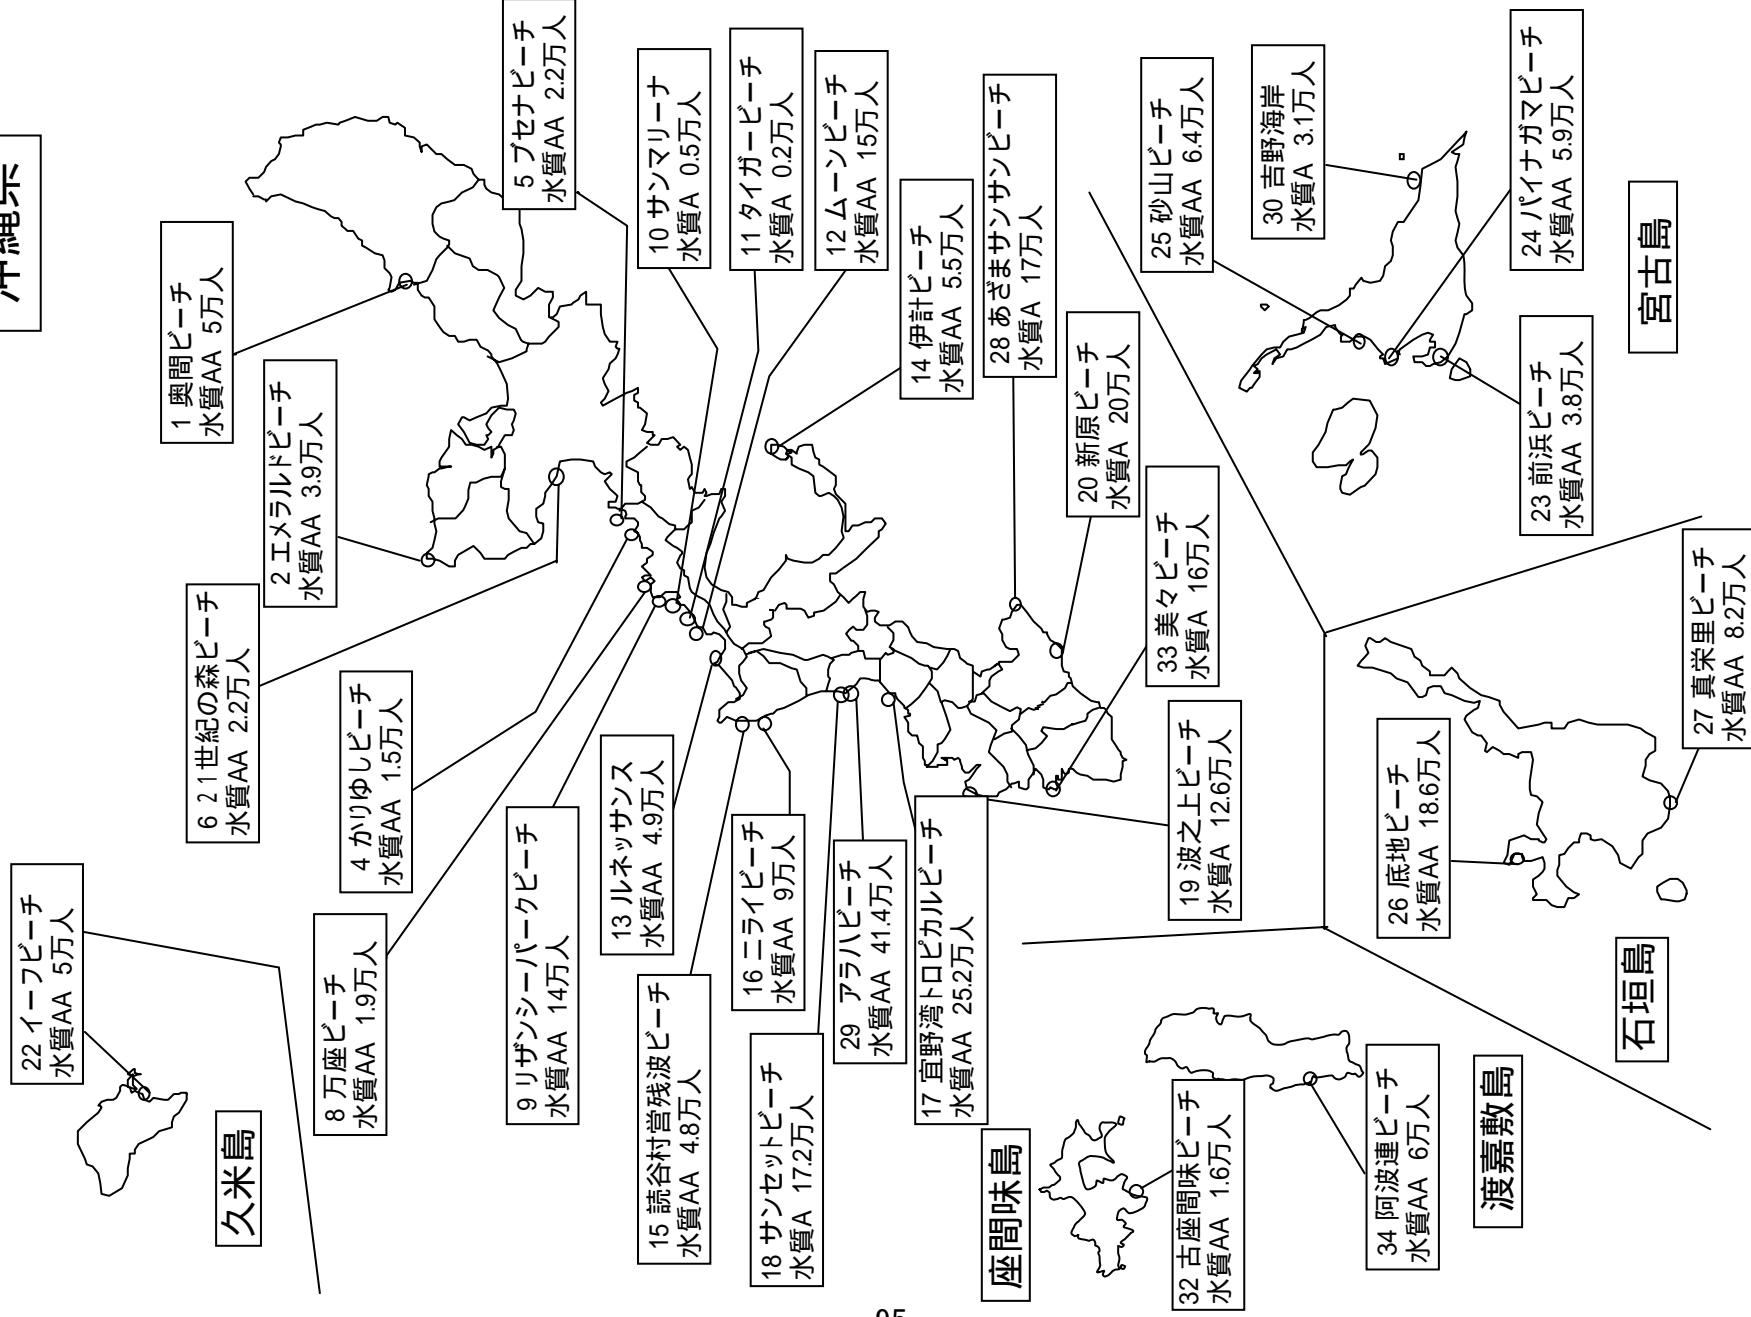 沖縄県
1 奥間ビーチ
水質AA 5万人
2 エメラルドビーチ
水質AA 3.9万人
5 ブセナビーチ
水質AA 2.2万人
10 サンマリーナ
水質A 0.5万人
11 タイガービーチ
水質A 0.2万人
12 ムーンビーチ
水質AA 15万人
14 伊計ビーチ
水質AA 5.5万人
28 あざまサンサンビーチ
水質A 17万人
20 新原ビーチ
水質A 20万人
33 美々ビーチ
水質A 16万人
19 波之上ビーチ
水質A 12.6万人
6 21世紀の森ビーチ
水質AA 2.2万人
4 かりゆしビーチ
水質AA 1.5万人
8 万座ビーチ
水質AA 1.9万人
9 リザンシーパークビーチ
水質AA 14万人
13 ルネッサンス
水質AA 4.9万人
15 読谷村営残波ビーチ
水質AA 4.8万人
16 ニライビーチ
水質AA 9万人
18 サンセットビーチ
水質A 17.2万人
29 アラハビーチ
水質AA 41.4万人
17 宜野湾トロピカルビーチ
水質AA 25.2万人
22 イーフビーチ
水質AA 5万人
久米島
25 砂山ビーチ
水質AA 6.4万人
30 吉野海岸
水質A 3.1万人
24 パイナガマビーチ
水質AA 5.9万人
23 前浜ビーチ
水質AA 3.8万人
宮古島
27 真栄里ビーチ
水質AA 8.2万人
26 底地ビーチ
水質AA 18.6万人
石垣島
座間味島
32 古座間味ビーチ
水質AA 1.6万人
34 阿波連ビーチ
水質AA 6万人
渡嘉敷島